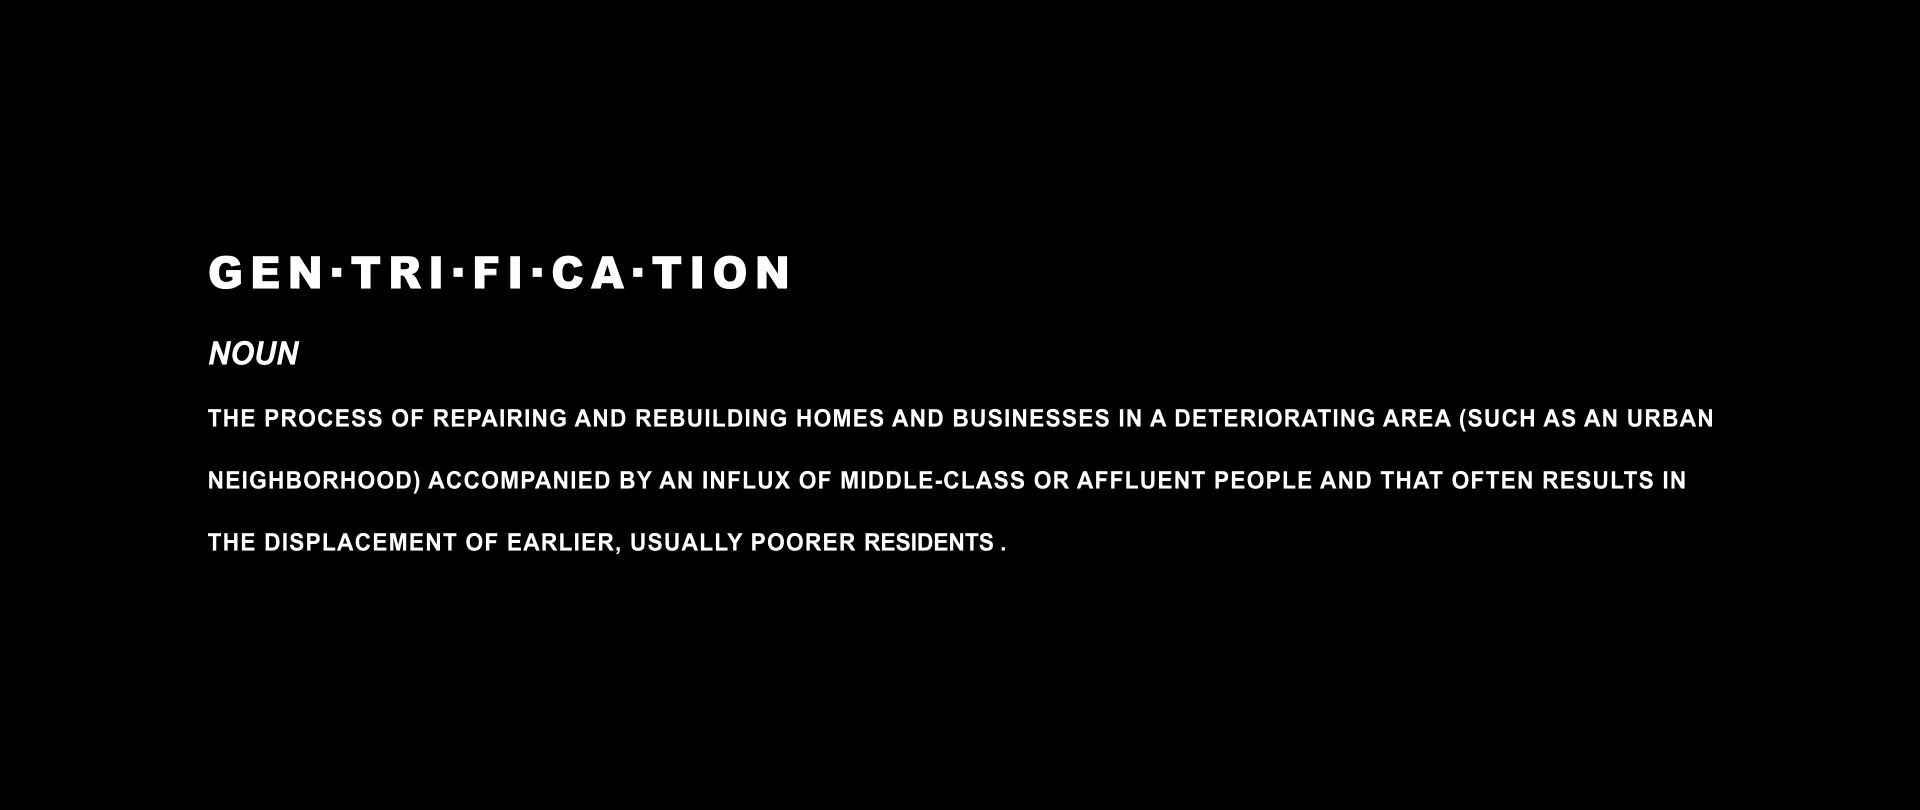 GEN·TRI·FI·CA·TION
NOUN
THE PROCESS OF REPAIRING AND REBUILDING HOMES AND BUSINESSES IN A DETERIORATING AREA (SUCH AS AN URBAN
NEIGHBORHOOD) ACCOMPANIED BY AN INFLUX OF MIDDLE-CLASS OR AFFLUENT PEOPLE AND THAT OFTEN RESULTS IN
THE DISPLACEMENT OF EARLIER, USUALLY POORER RESIDENTS .